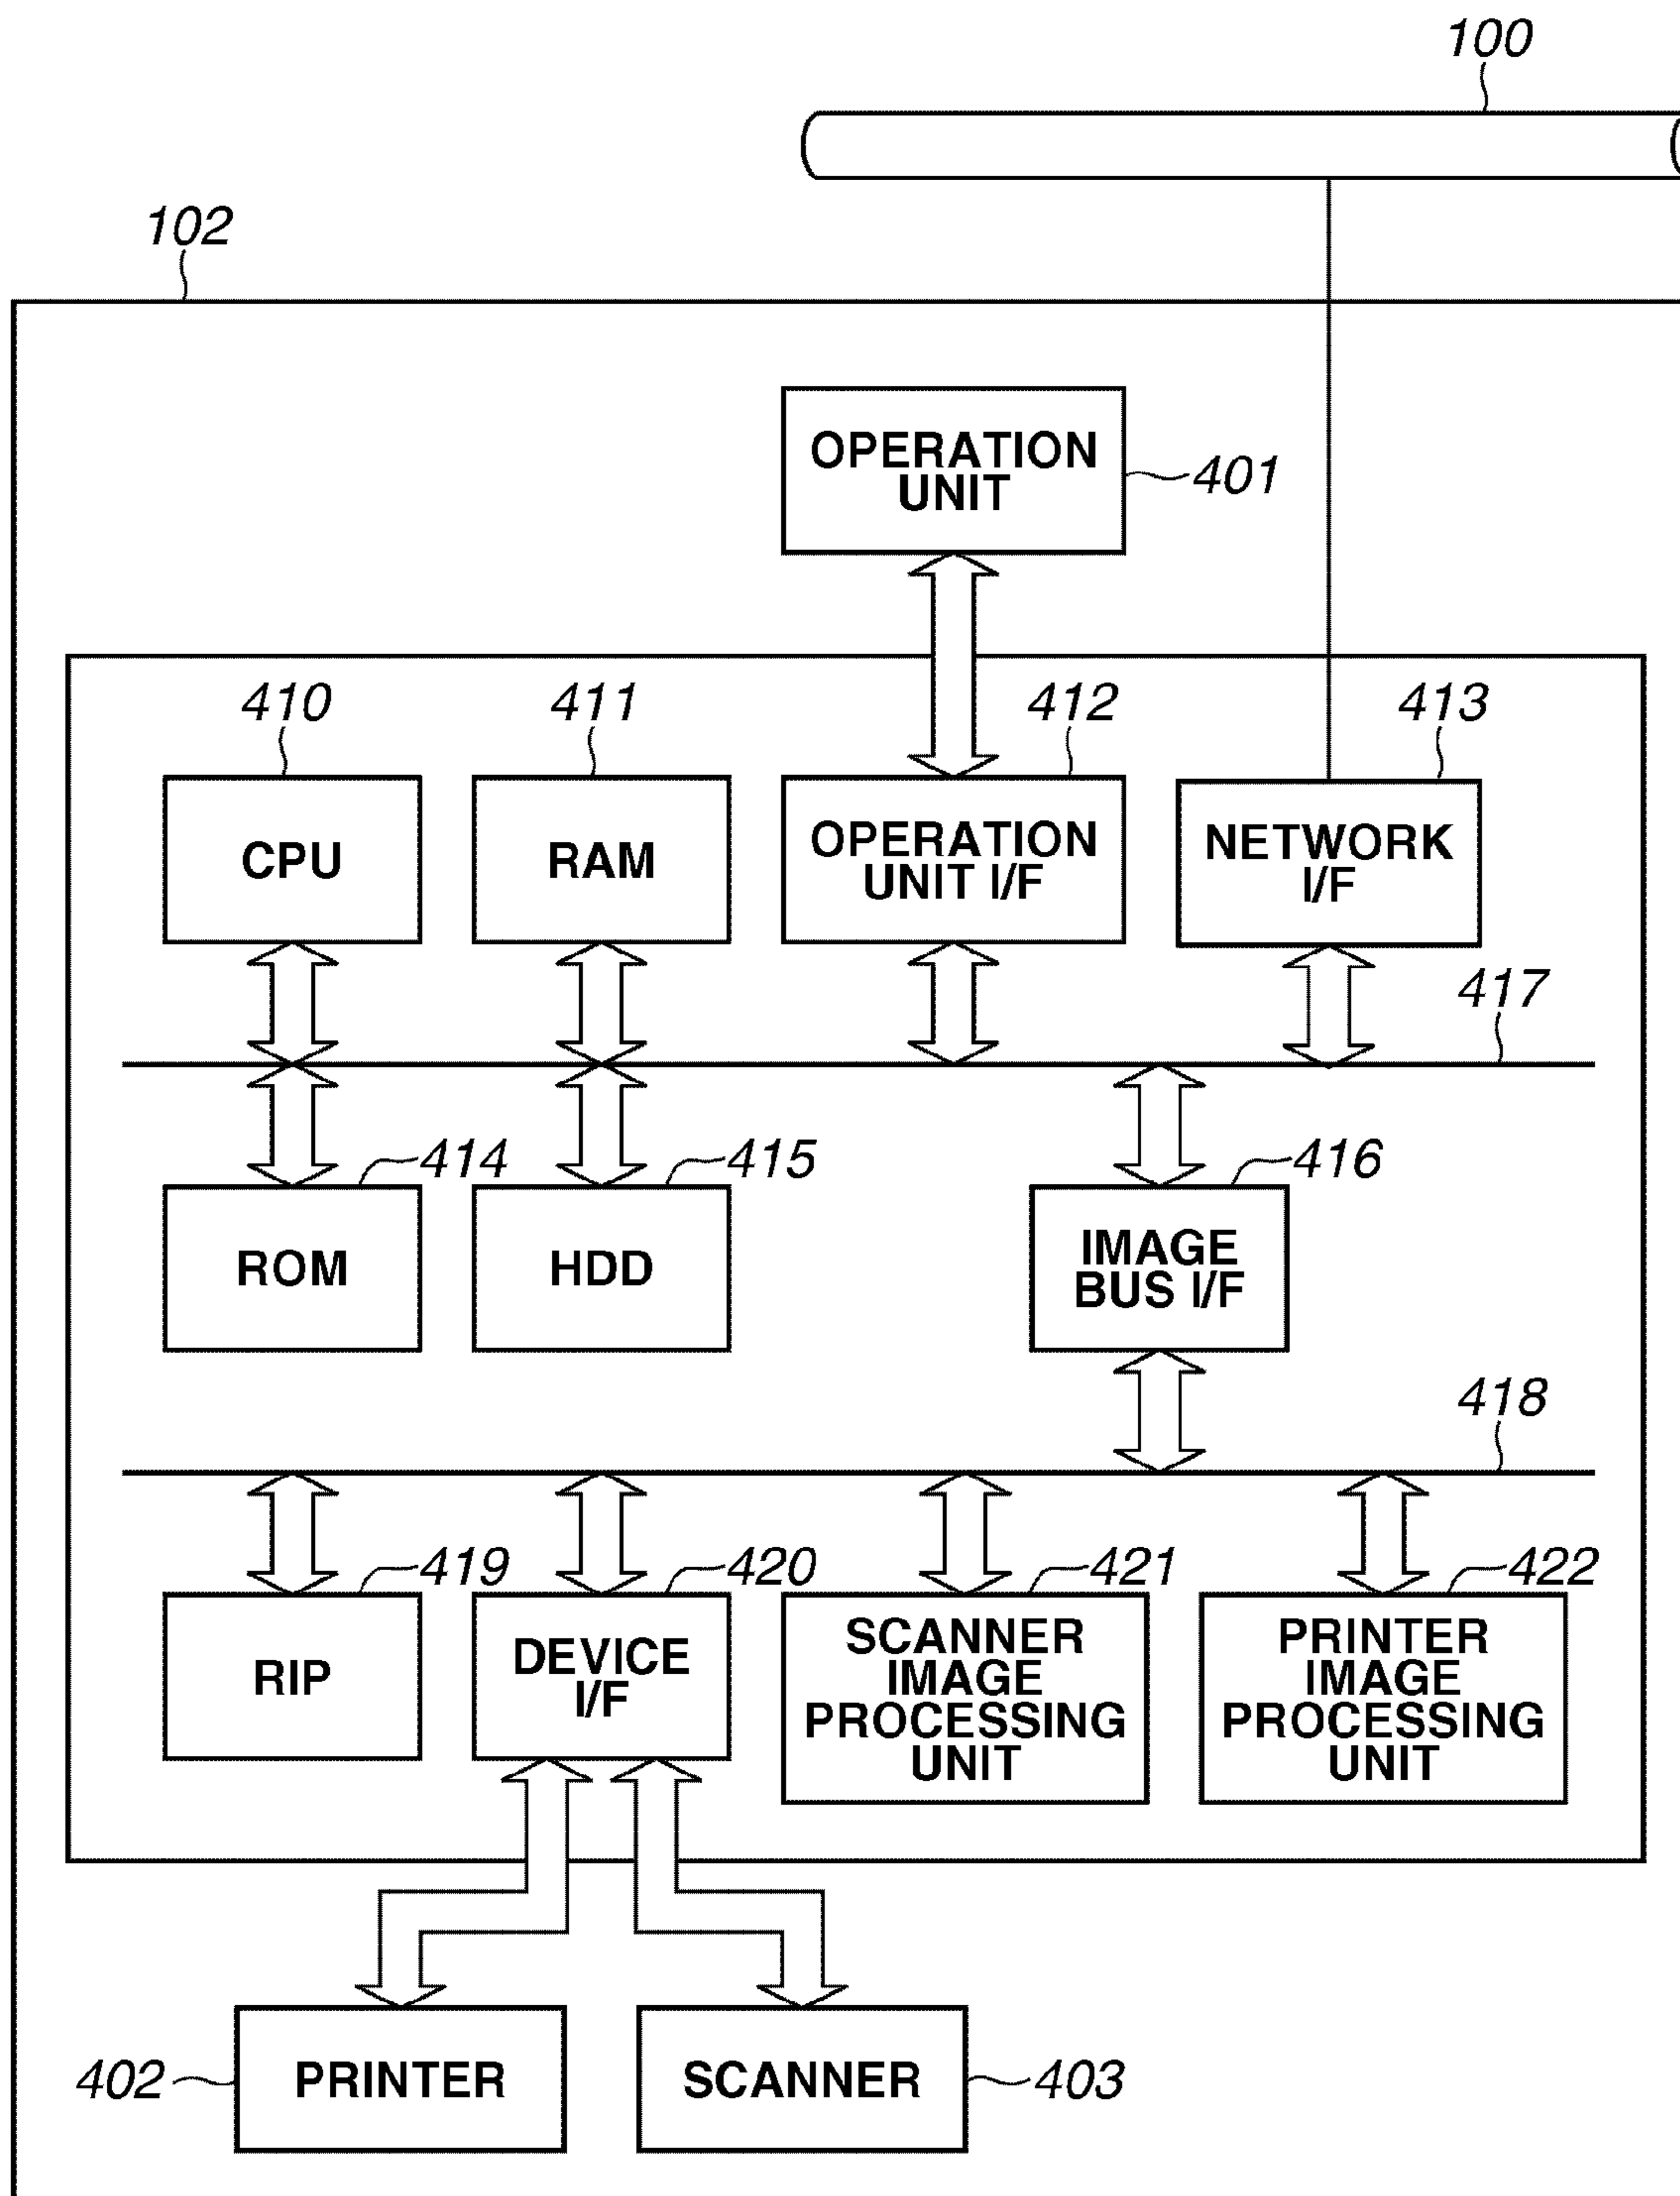 100
102
OPERATION
UNIT
401
410
411
412
413
CPU
RAM
OPERATION
UNIT I/F
NETWORK
I/F
417
414
415
416
ROM
HDD
IMAGE
BUS I/F
418
419
420
421
422
RIP
DEVICE
I/F
SCANNER
IMAGE
PROCESSING
UNIT
PRINTER
IMAGE
PROCESSING
UNIT
402
PRINTER
SCANNER
403